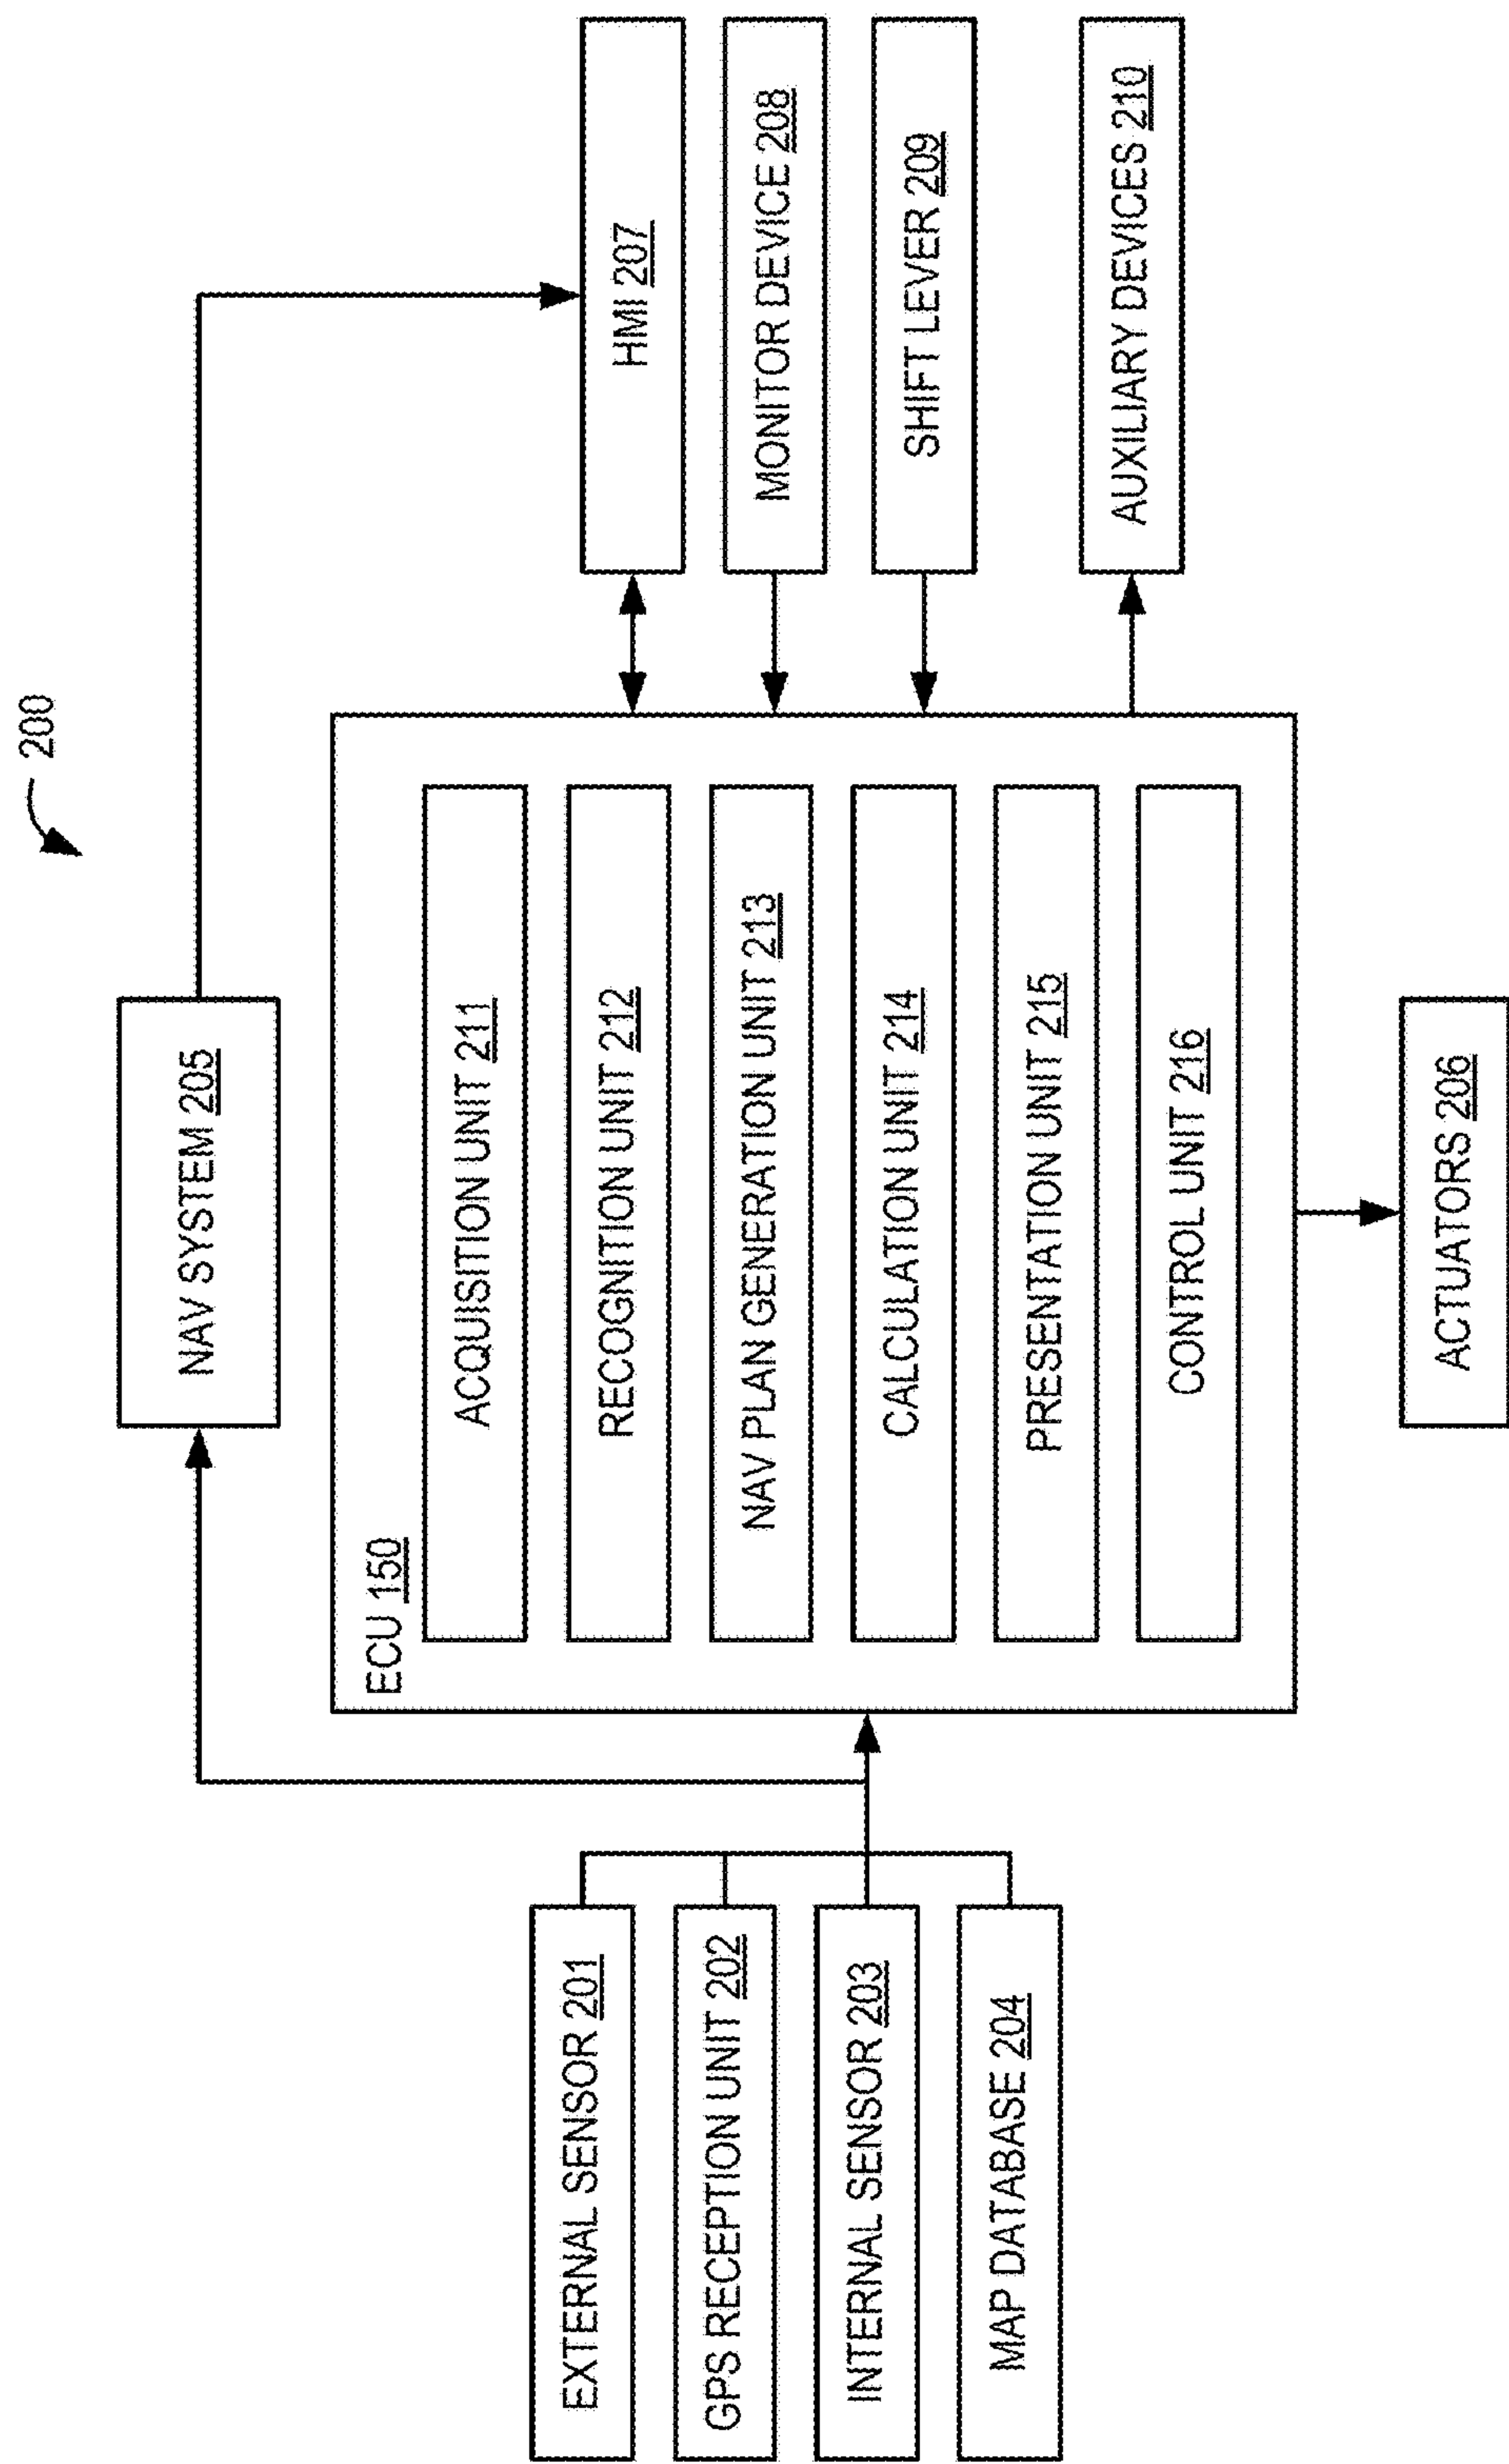 200
NAV SYSTEM 205
EXTERNAL SENSOR 201
GPS RECEPTION UNIT 202
INTERNAL SENSOR 203
MAP DATABASE 204
ECU 150
ACQUISITION UNIT 211
RECOGNITION UNIT 212
NAV PLAN GENERATION UNIT 213
CALCULATION UNIT 214
PRESENTATION UNIT 215
CONTROL UNIT 216
HMI 207
MONITOR DEVICE 208
SHIFT LEVER 209
AUXILIARY DEVICES 210
ACTUATORS 206